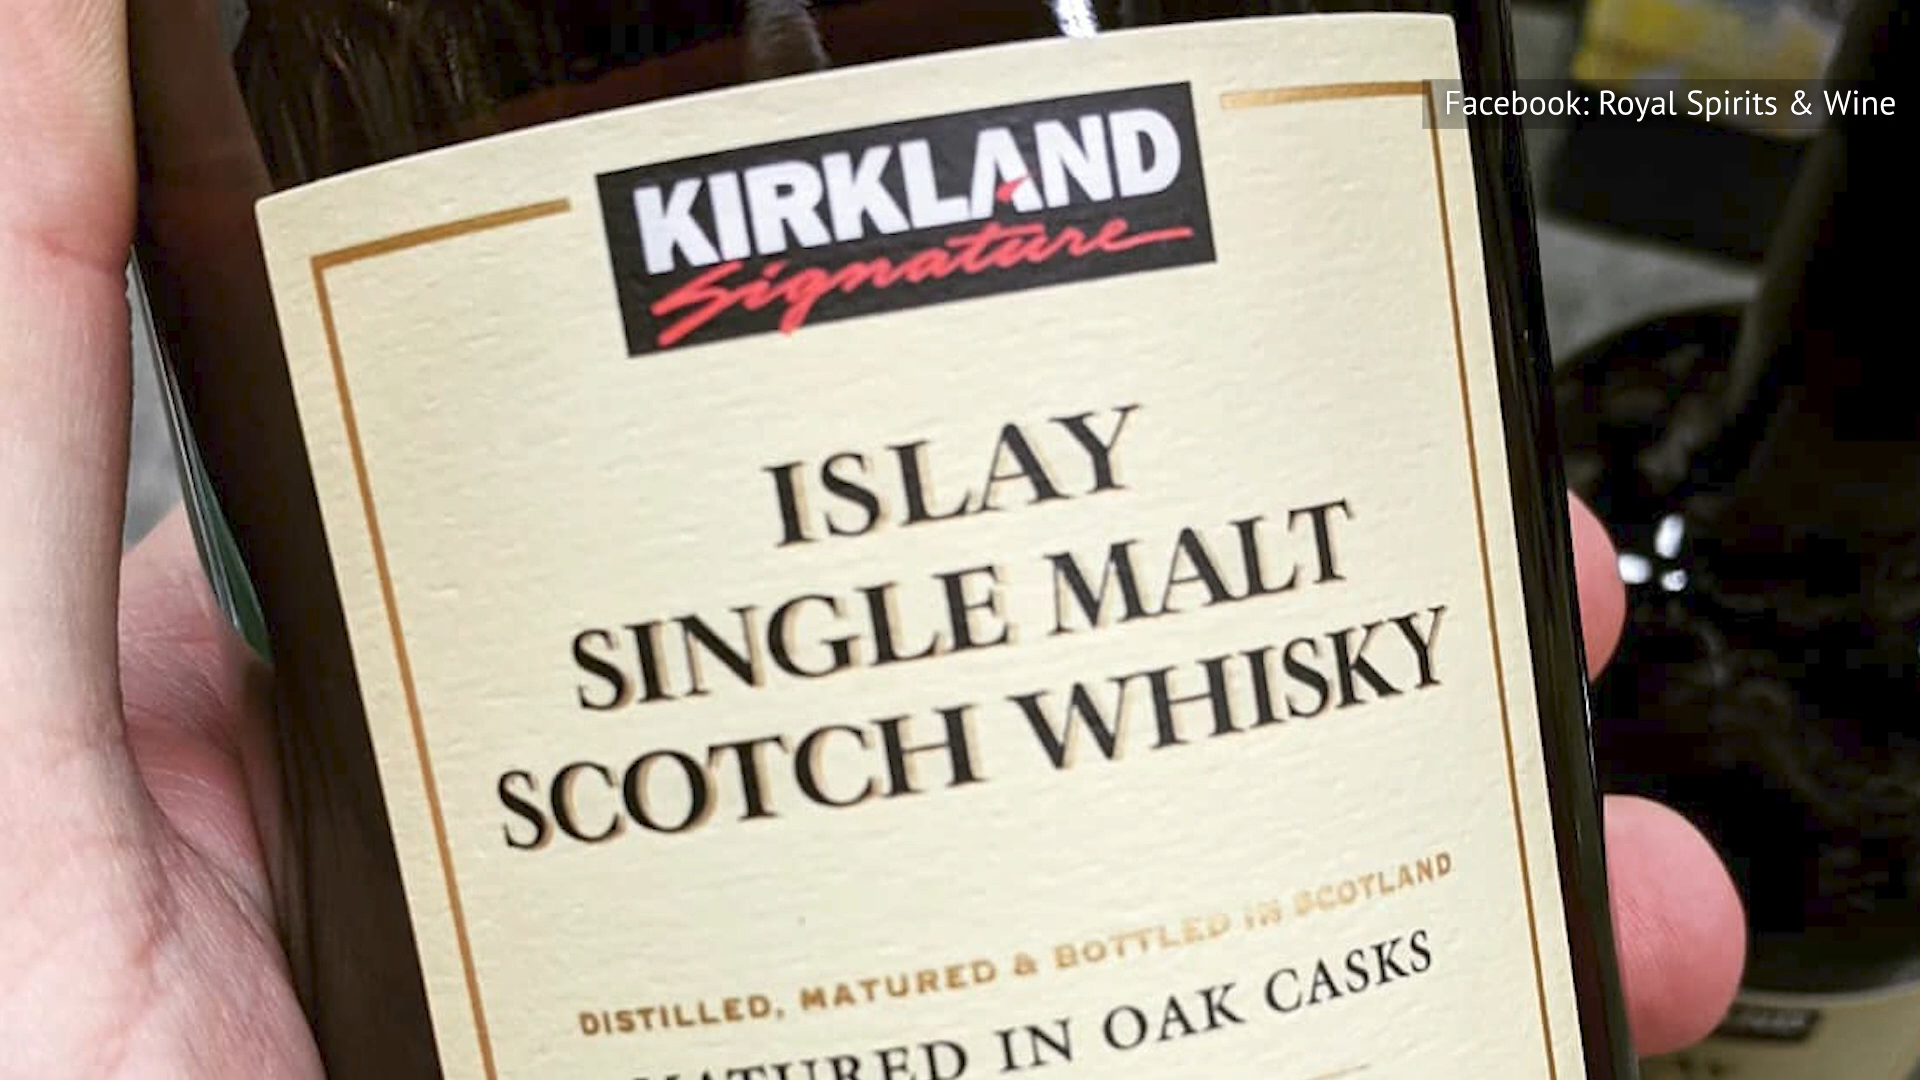 Facebook: Royal Spirits & Wine
KIRKLAND
Signature
ISLAY
SINGLE MALT
SCOTCH WHISKY
DISTILLED, MATURED & BOTTLED IN SCOTLAND
MATURED IN OAK CASKS